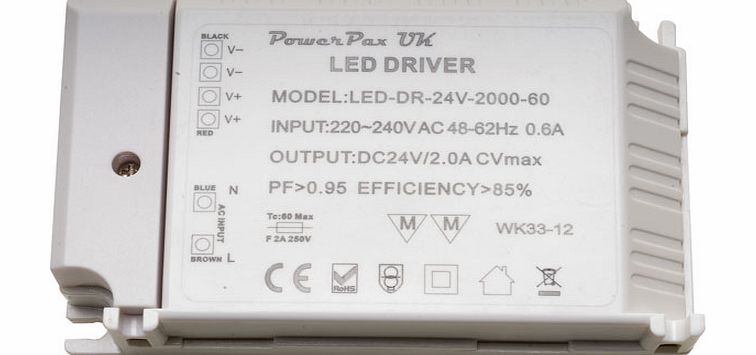 PowerPax UK
LED DRIVER
MODEL:LED-DR-24V-2000-60
INPUT:220~240V AC 48-62Hz 0.6A
OUTPUT:DC24V/2.0A CVmax
PF>0.95 EFFICIENCY>85%
BLACK
V−
V−
V+
V+
RED
BLUE
N
AC INPUT
BROWN
L
Tc:60 Max
F 2A 250V
M
M
WK33-12
CE
RoHS